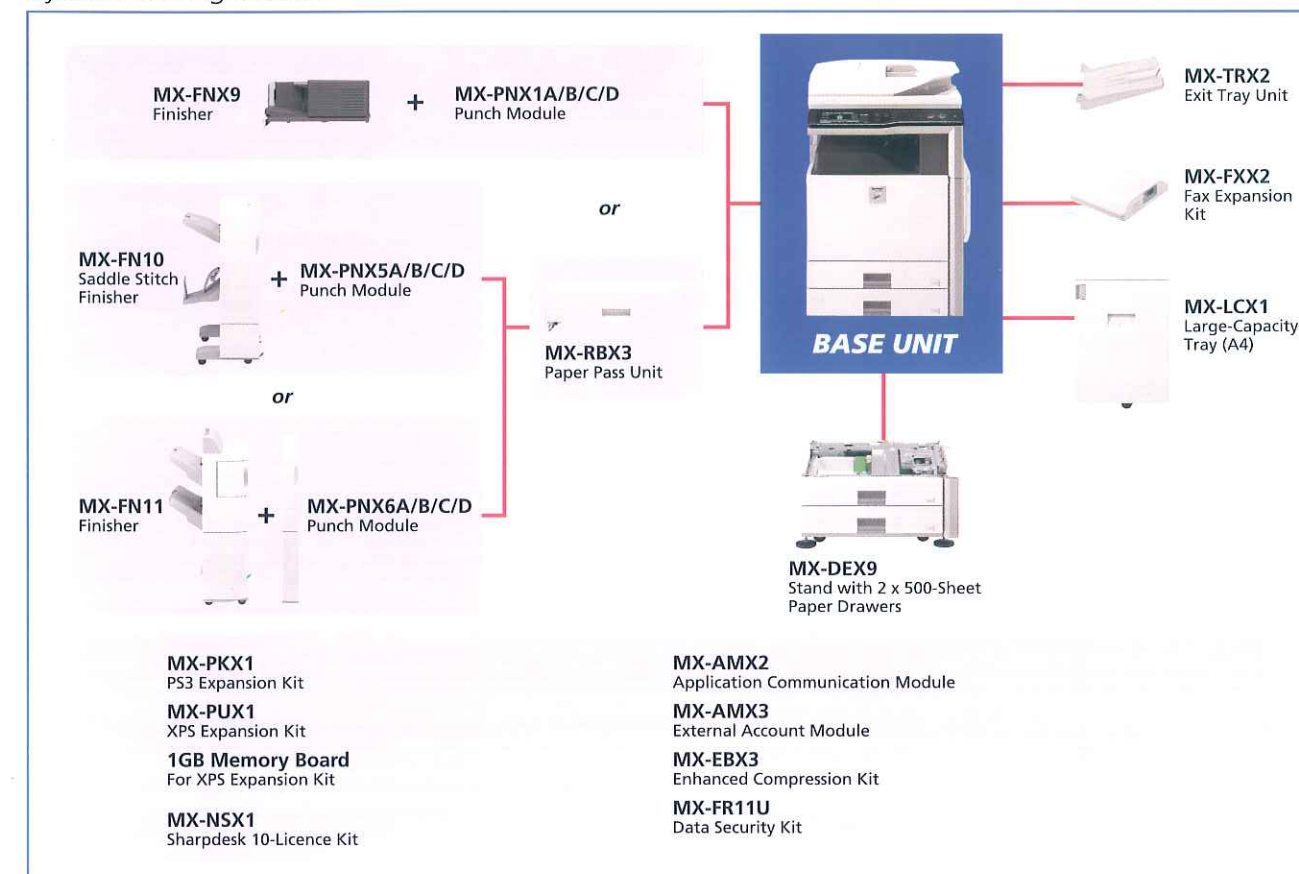 MX-FNX9
Finisher
+
MX-PNX1A/B/C/D
Punch Module
or
MX-FN10
Saddle Stitch
Finisher
+
MX-PNX5A/B/C/D
Punch Module
or
MX-FN11
Finisher
+
MX-PNX6A/B/C/D
Punch Module
MX-RBX3
Paper Pass Unit
BASE UNIT
MX-TRX2
Exit Tray Unit
MX-FXX2
Fax Expansion
Kit
MX-LCX1
Large-Capacity
Tray (A4)
MX-DEX9
Stand with 2 x 500-Sheet
Paper Drawers
MX-PKX1
PS3 Expansion Kit
MX-PUX1
XPS Expansion Kit
1GB Memory Board
For XPS Expansion Kit
MX-NSX1
Sharpdesk 10-Licence Kit
MX-AMX2
Application Communication Module
MX-AMX3
External Account Module
MX-EBX3
Enhanced Compression Kit
MX-FR11U
Data Security Kit